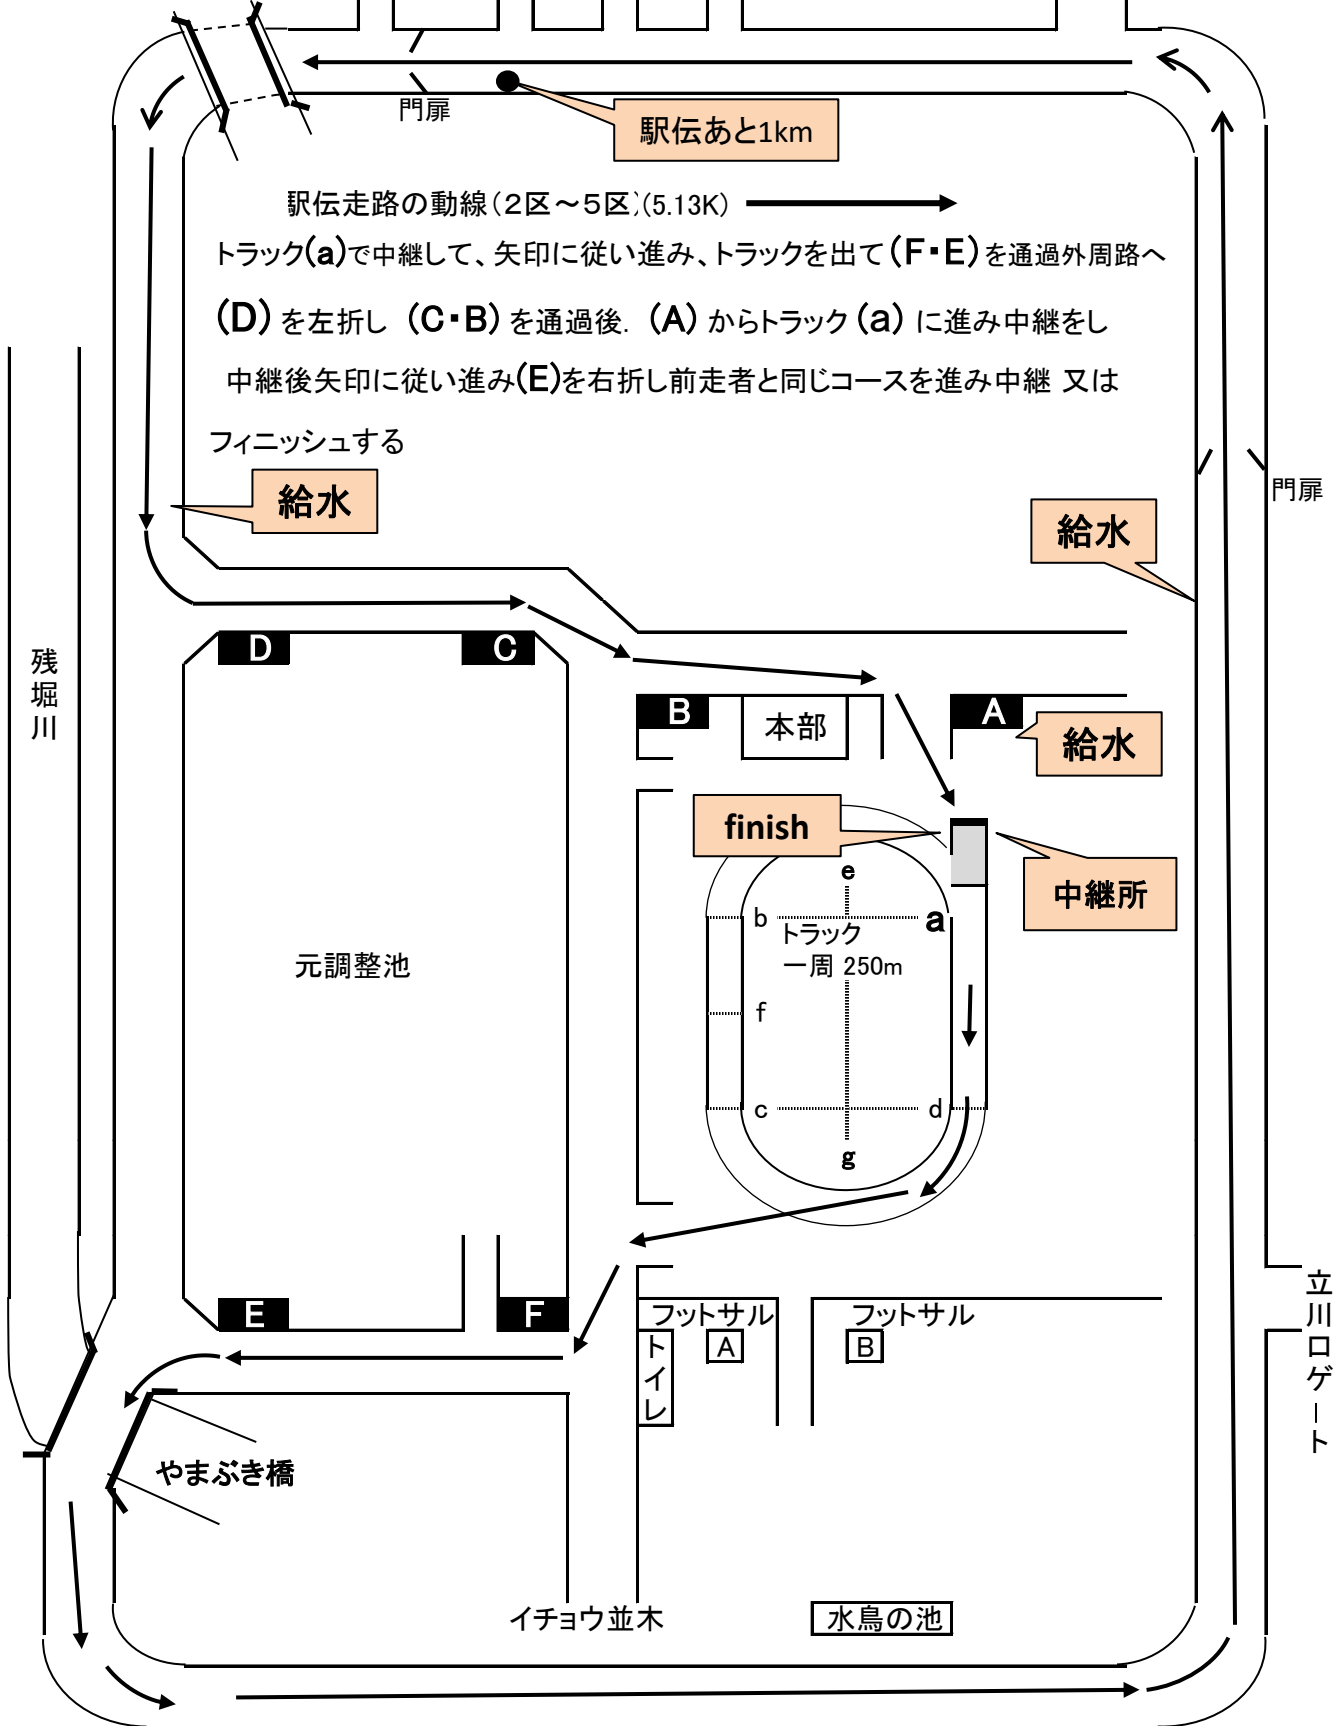 門扉
駅伝あと1km
駅伝走路の動線(2区～5区)(5.13K)
トラック(a)で中継して、矢印に従い進み、トラックを出て(F・E)を通過外周路へ
(D)を左折し (C・B)を通過後. (A)からトラック(a)に進み中継をし
中継後矢印に従い進み(E)を右折し前走者と同じコースを進み中継 又は
フィニッシュする
給水
門扉
給水
残堀川
D
C
B
本部
A
給水
finish
中継所
e
b
a
トラック
一周 250m
元調整池
f
c
d
g
E
F
フットサル
A
フットサル
B
トイレ
立川口ゲート
やまぶき橋
イチョウ並木
水鳥の池